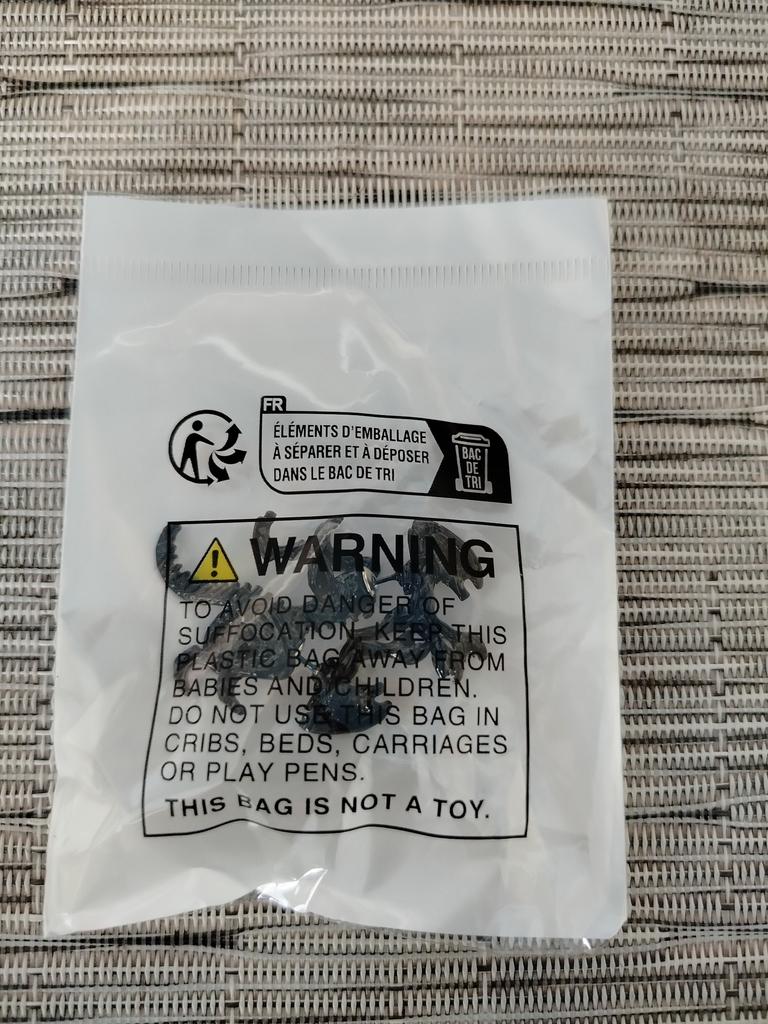 FR
ÉLÉMENTS D'EMBALLAGE
À SÉPARER ET À DÉPOSER
DANS LE BAC DE TRI
BAC
DE
TRI
WARNING
TO AVOID DANGER OF
SUFFOCATION, KEEP THIS
PLASTIC BAG AWAY FROM
BABIES AND CHILDREN.
DO NOT USE THIS BAG IN
CRIBS, BEDS, CARRIAGES
OR PLAY PENS.
THIS BAG IS NOT A TOY.